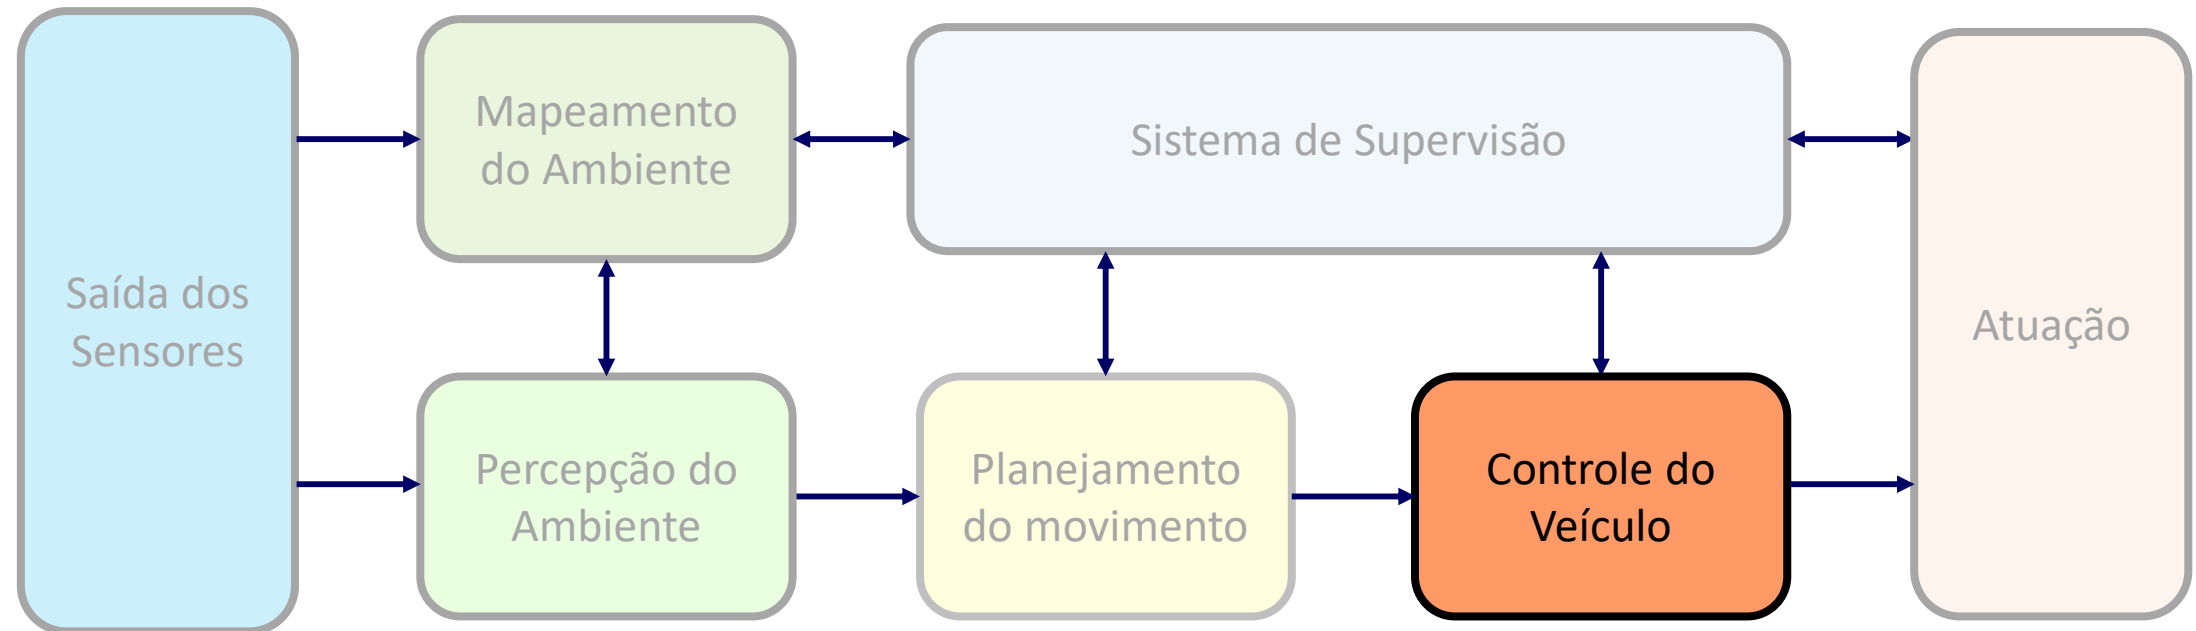 Saída dos
Sensores
Mapeamento
do Ambiente
Sistema de Supervisão
Percepção do
Ambiente
Planejamento
do movimento
Controle do
Veículo
Atuação